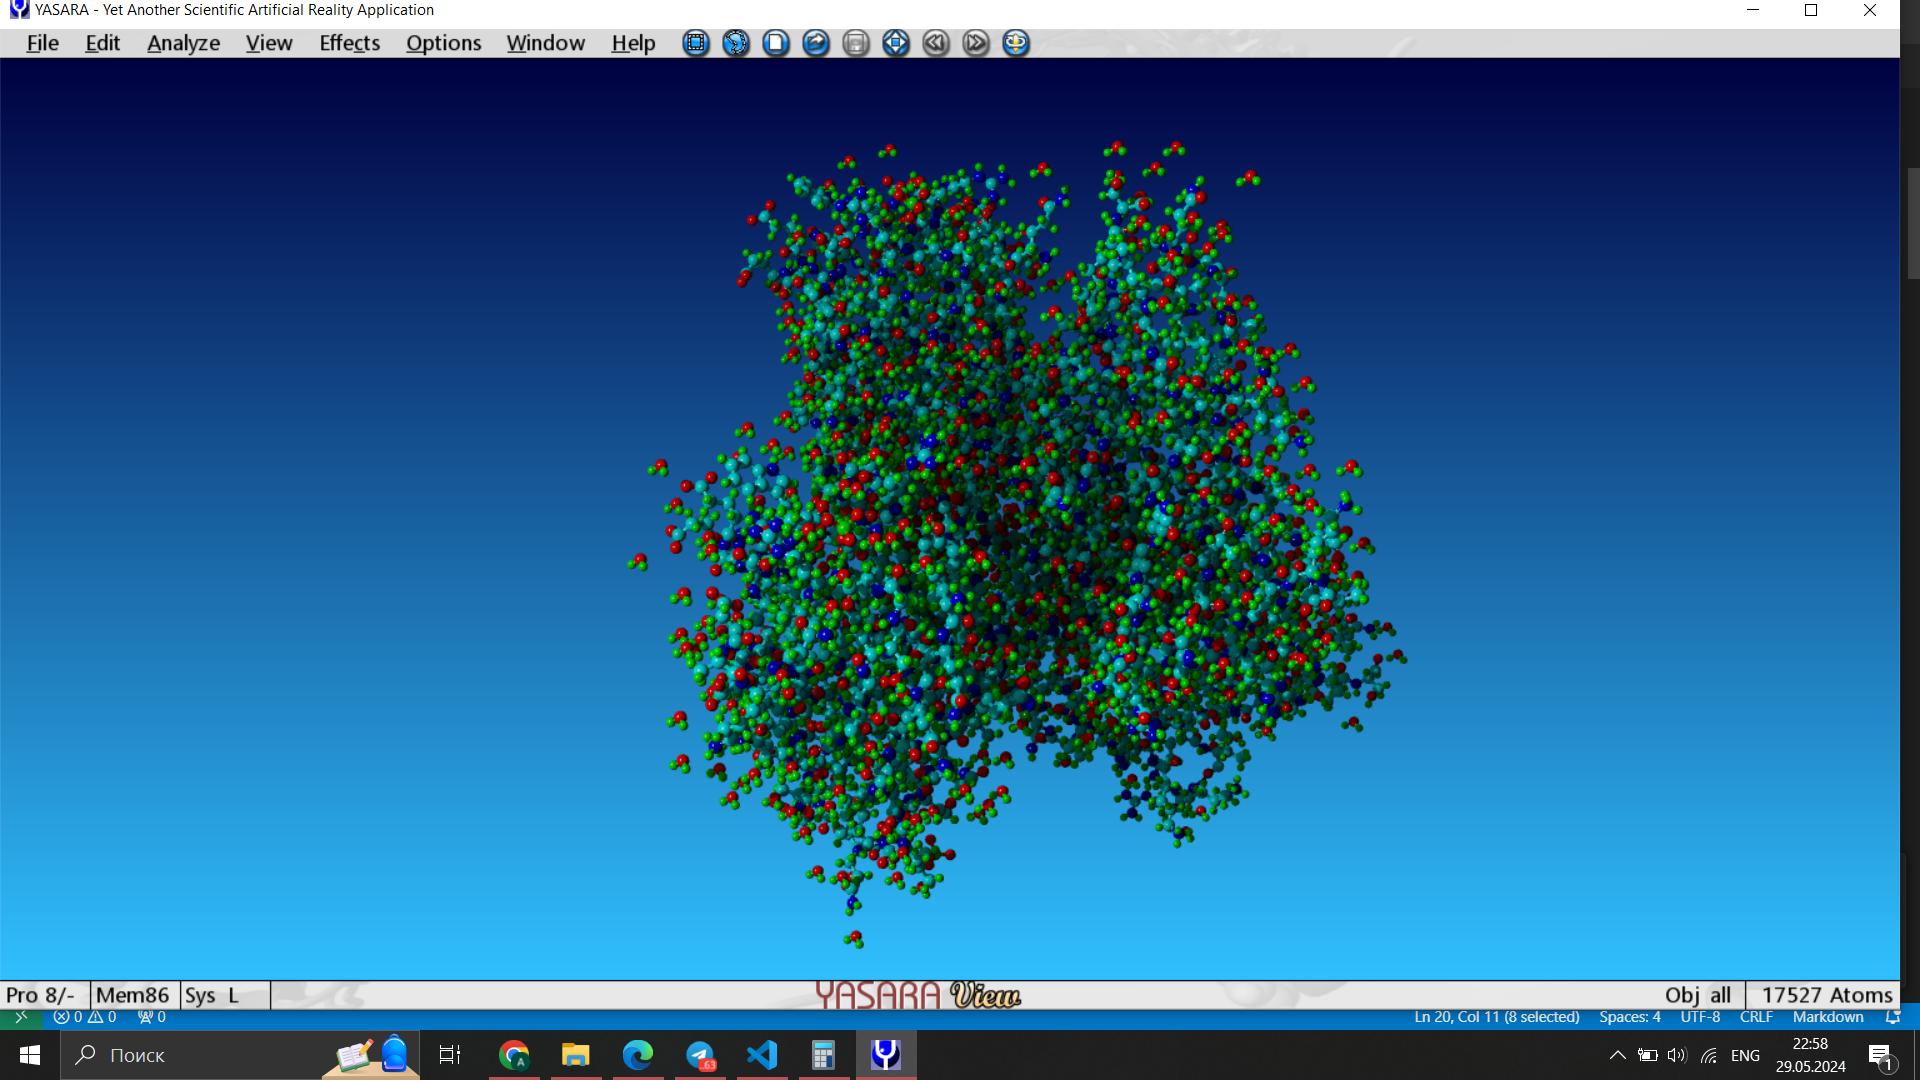 YASARA - Yet Another Scientific Artificial Reality Application
File Edit Analyze View Effects Options Window Help
Pro 8/- Mem86 Sys L YASARA View Obj all 17527 Atoms
0 0 0 Ln 20, Col 11 (8 selected) Spaces: 4 UTF-8 CRLF Markdown
Поиск A .63 ENG 22:58
29.05.2024 1